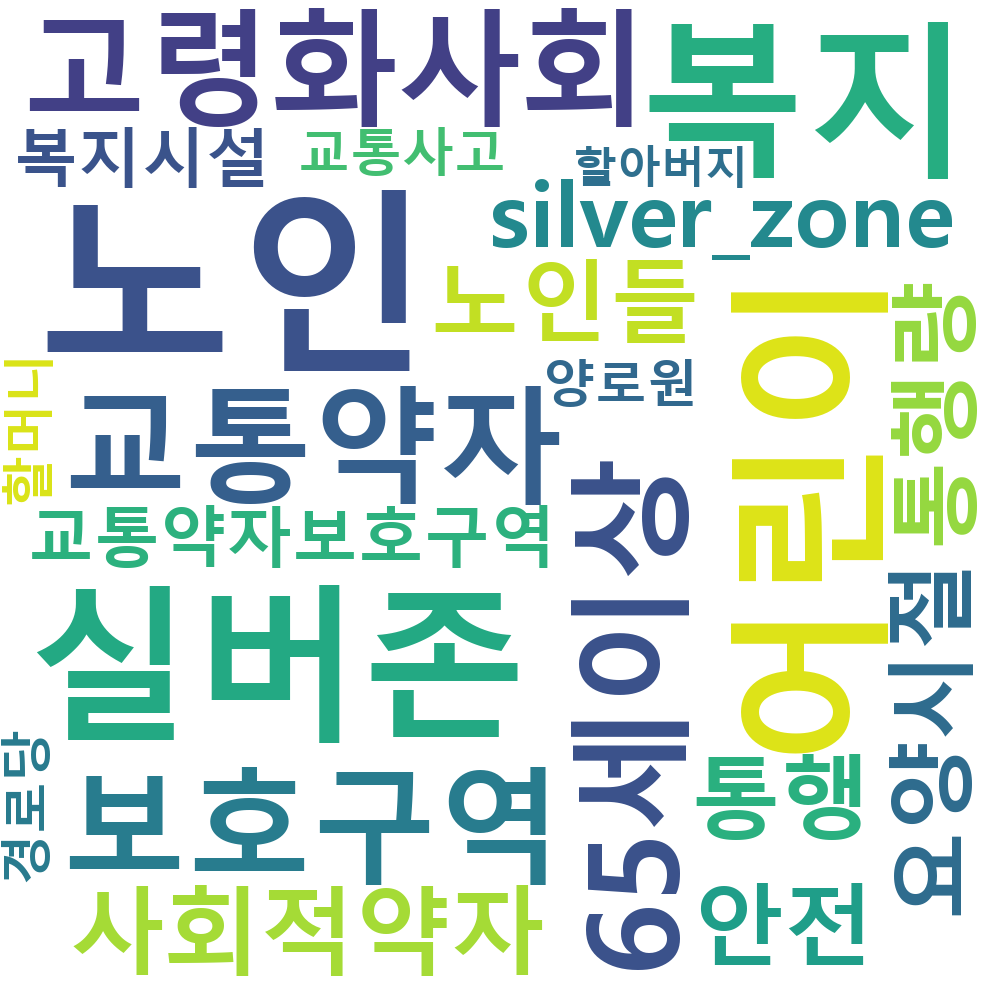 고령화사회
복지
복지시설
교통사고
할아버지
silver_zone
노인
노인들
어린이
통행량
할머니
교통약자
양로원
65세이상
교통약자보호구역
실버존
요양시절
경로당
보호구역
통행
사회적약자
안전